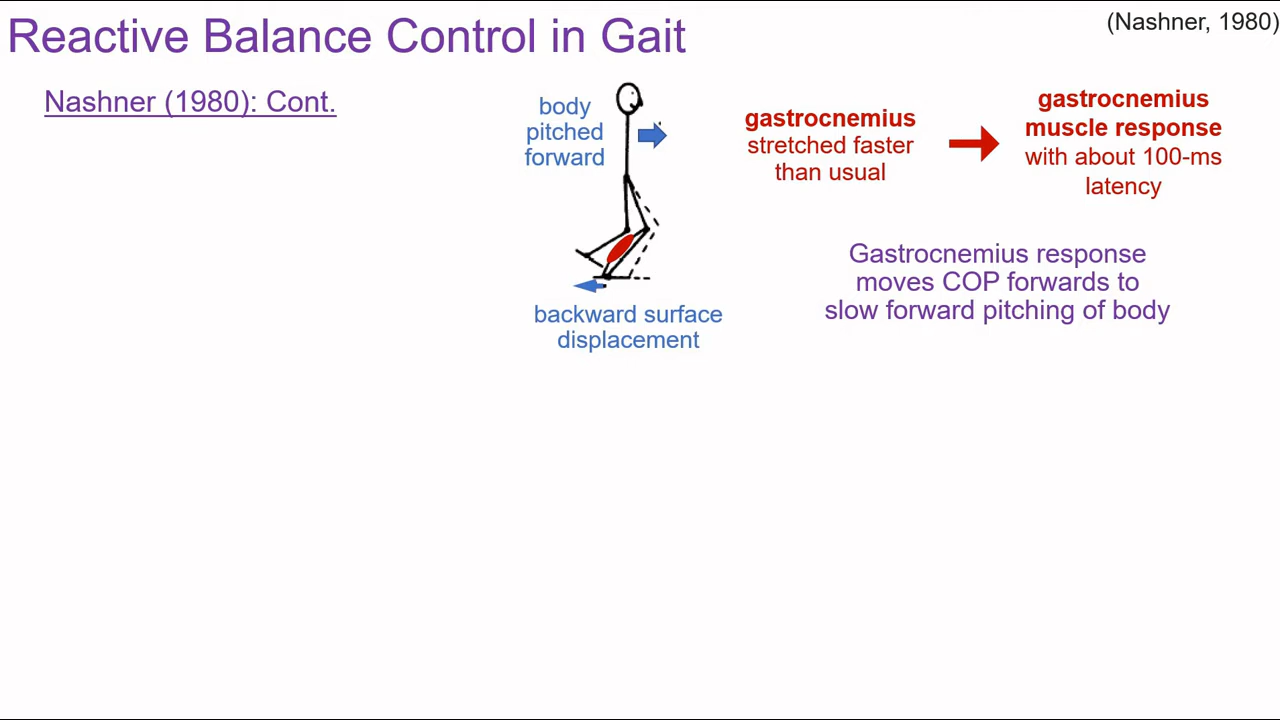 Reactive Balance Control in Gait
(Nashner, 1980)
Nashner (1980): Cont.
body
pitched
forward
backward surface
displacement
gastrocnemius
stretched faster
than usual
gastrocnemius
muscle response
with about 100-ms
latency
Gastrocnemius response
moves COP forwards to
slow forward pitching of body